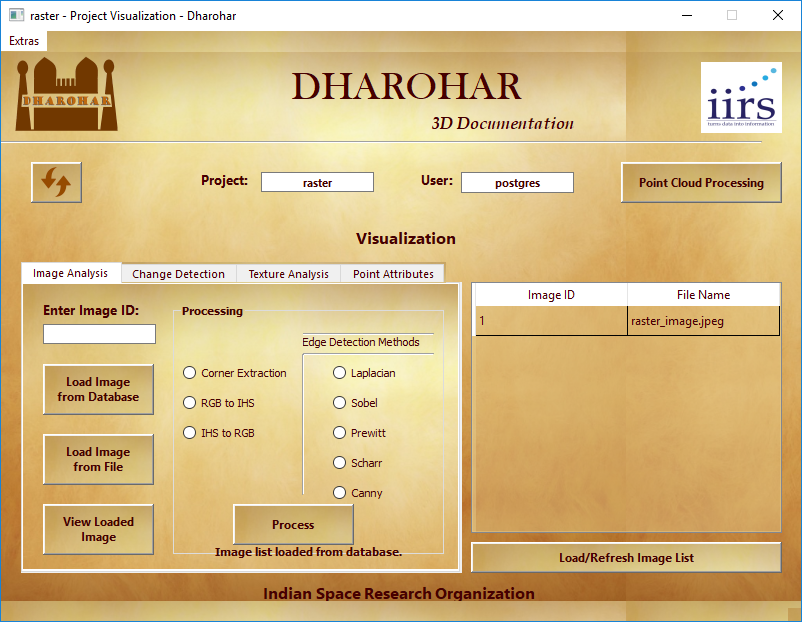 raster - Project Visualization - Dharohar
Extras
DHAROHAR
DHAROHAR
3D Documentation
iirs
turns data into information
Project:
raster
User:
postgres
Point Cloud Processing
Visualization
Image Analysis
Change Detection
Texture Analysis
Point Attributes
Enter Image ID:
Load Image
from Database
Load Image
from File
View Loaded
Image
Processing
Corner Extraction
RGB to IHS
IHS to RGB
Edge Detection Methods
Laplacian
Sobel
Prewitt
Scharr
Canny
Process
Image list loaded from database.
Image ID
File Name
1
raster_image.jpeg
Load/Refresh Image List
Indian Space Research Organization